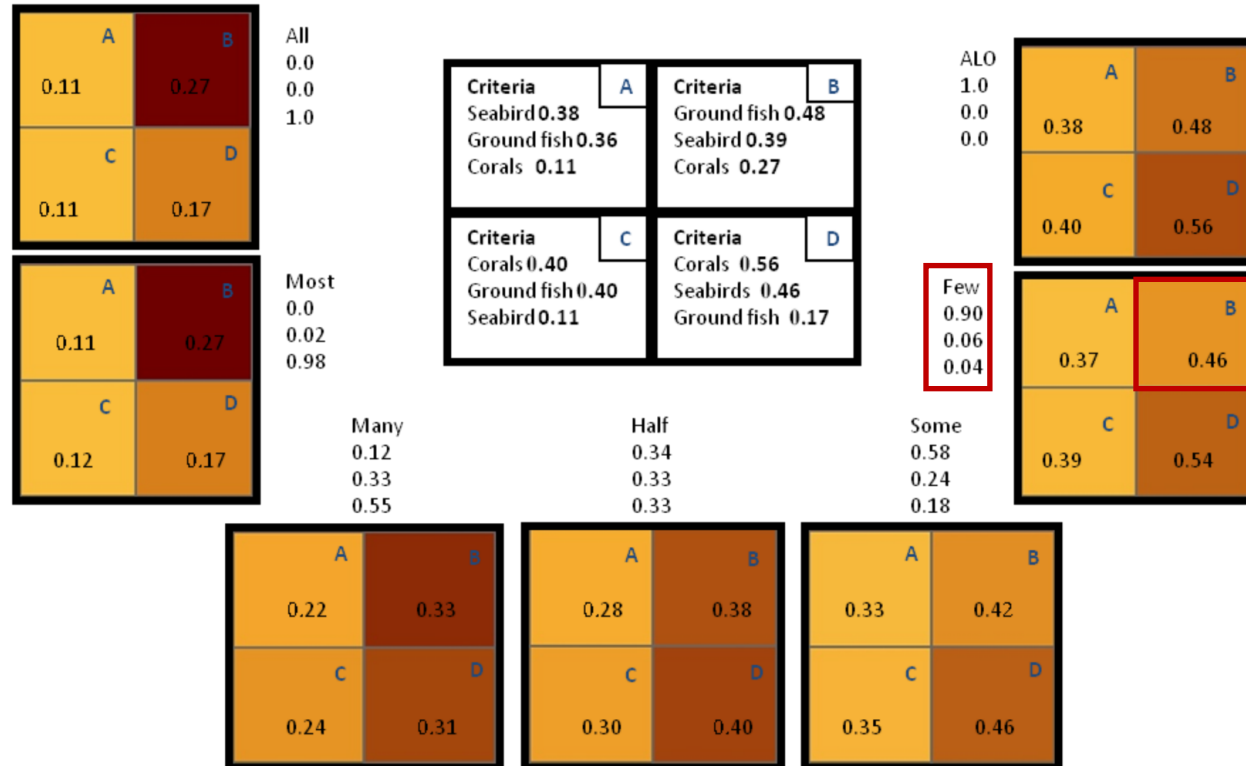 A
B
0.11
0.27
C
D
0.11
0.17
All
0.0
0.0
1.0
Criteria
A
Seabird 0.38
Ground fish 0.36
Corals 0.11
Criteria
B
Ground fish 0.48
Seabird 0.39
Corals 0.27
Criteria
C
Corals 0.40
Ground fish 0.40
Seabird 0.11
Criteria
D
Corals 0.56
Seabirds 0.46
Ground fish 0.17
ALO
1.0
0.0
0.0
A
B
0.38
0.48
C
D
0.40
0.56
A
B
0.11
0.27
C
D
0.12
0.17
Most
0.0
0.02
0.98
Few
0.90
0.06
0.04
A
B
0.37
0.46
C
D
0.39
0.54
Many
0.12
0.33
0.55
A
B
0.22
0.33
C
D
0.24
0.31
Half
0.34
0.33
0.33
A
B
0.28
0.38
C
D
0.30
0.40
Some
0.58
0.24
0.18
A
B
0.33
0.42
C
D
0.35
0.46